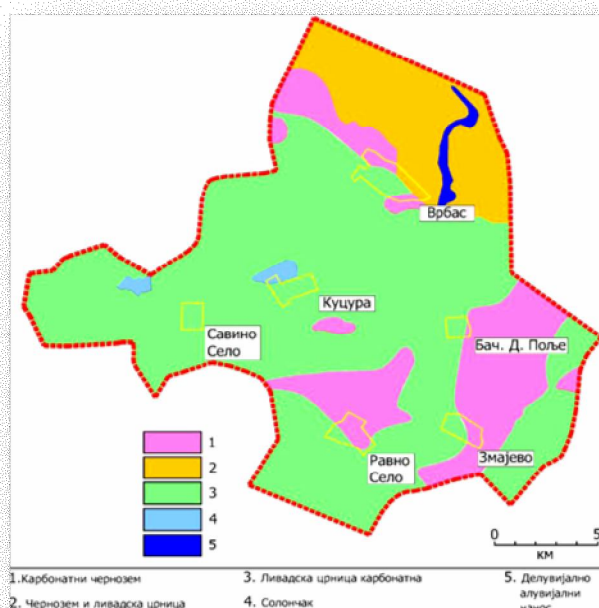 Врбас
Куцура
Савино
Село
Бач. Д. Поље
Равно
Село
Змајево
1
2
3
4
5
0 5
км
1.Карбонатни чернозем
2. Чернозем и ливадска црница
3. Ливадска црница карбонатна
4. Солончак
5. Делувијално
алувијални
нанос